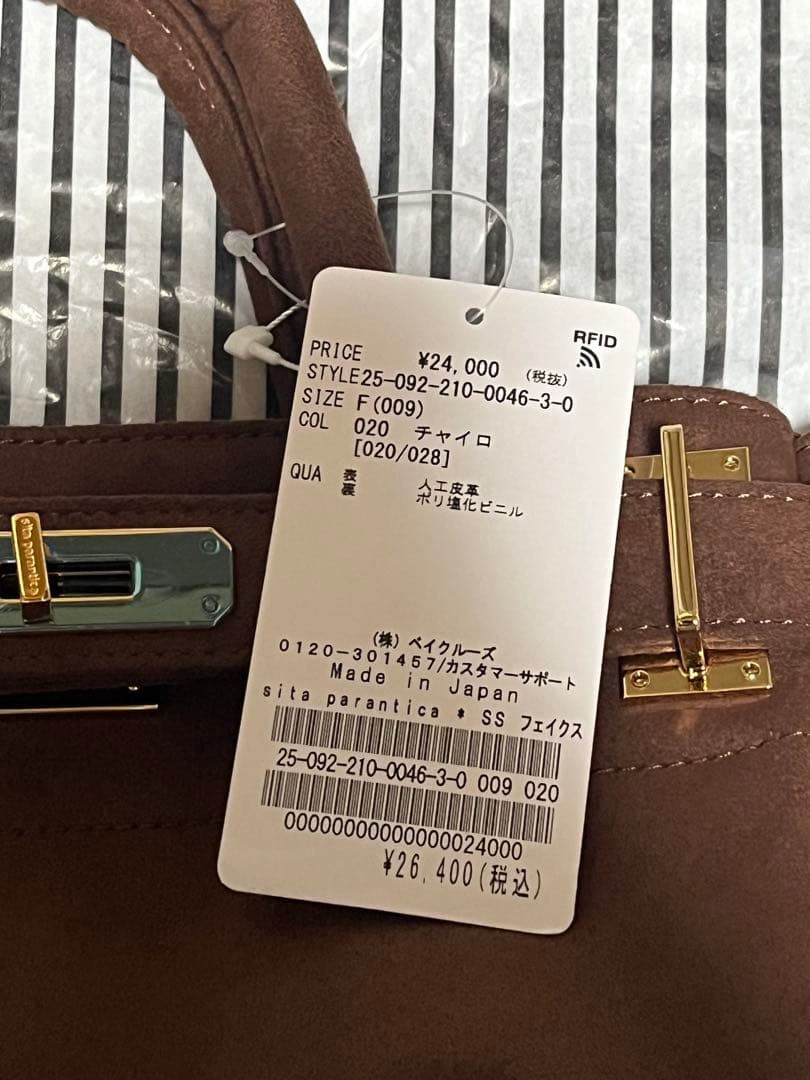 RFID
PRICE ¥24,000 (税抜)
STYLE25-092-210-0046-3-0
SIZE F(009)
COL 020 チャイロ
[020/028]
QUA 表 人工皮革
裏 ポリ塩化ビニル
(株) ベイクルーズ
0120-301457/カスタマーサポート
Made in Japan
sita parantica * SS フェイクス
25-092-210-0046-3-0 009 020
000000000000000024000
¥26,400(税込)
sita parantica